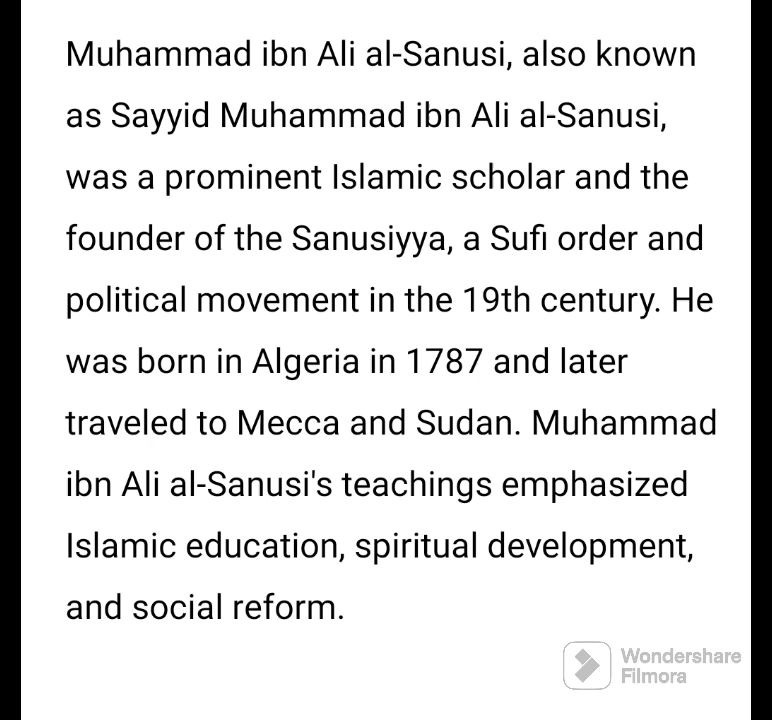 Muhammad ibn Ali al-Sanusi, also known
as Sayyid Muhammad ibn Ali al-Sanusi,
was a prominent Islamic scholar and the
founder of the Sanusiyya, a Sufi order and
political movement in the 19th century. He
was born in Algeria in 1787 and later
traveled to Mecca and Sudan. Muhammad
ibn Ali al-Sanusi's teachings emphasized
Islamic education, spiritual development,
and social reform.
Wondershare
Filmora